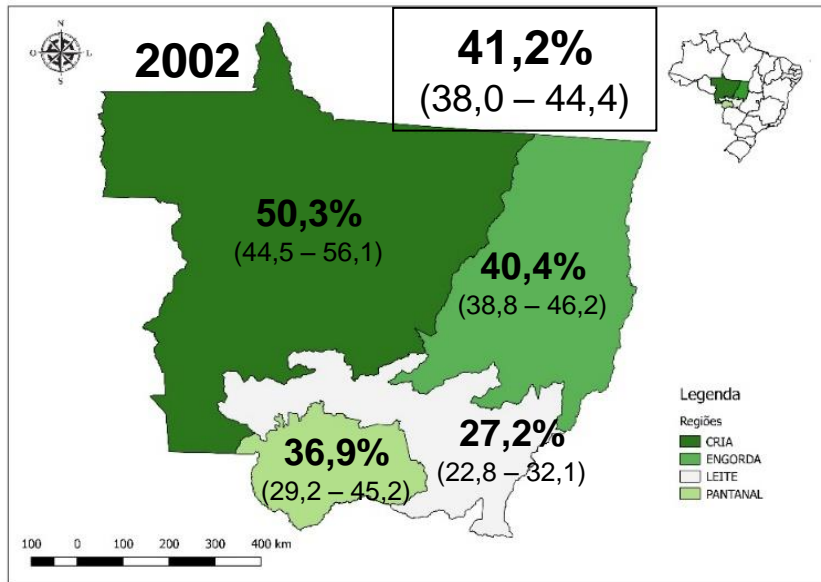 N
O L
S
2002
41,2%
(38,0 – 44,4)
50,3%
(44,5 – 56,1)
40,4%
(38,8 – 46,2)
27,2%
(22,8 – 32,1)
36,9%
(29,2 – 45,2)
Legenda
Regiões
CRIA
ENGORDA
LEITE
PANTANAL
100 0 100 200 300 400 km